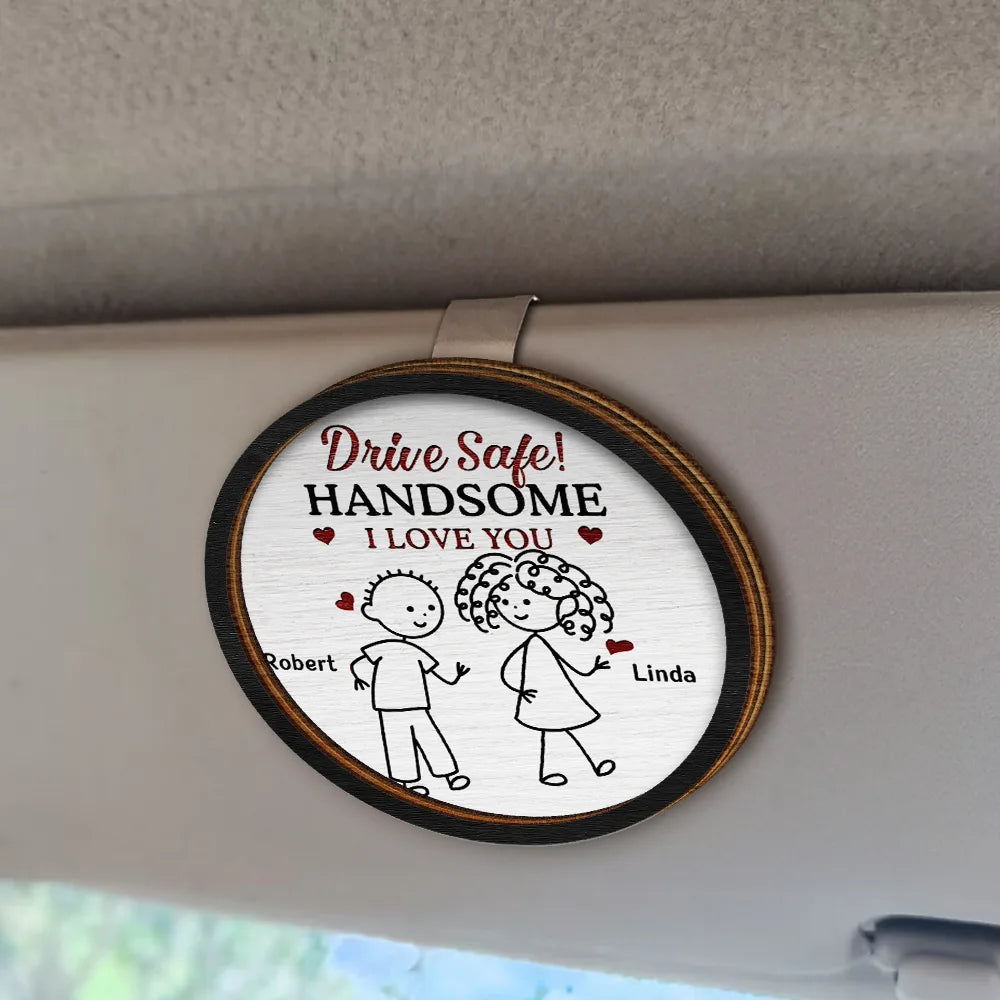 Drive Safe!
HANDSOME
I LOVE YOU
Robert
Linda